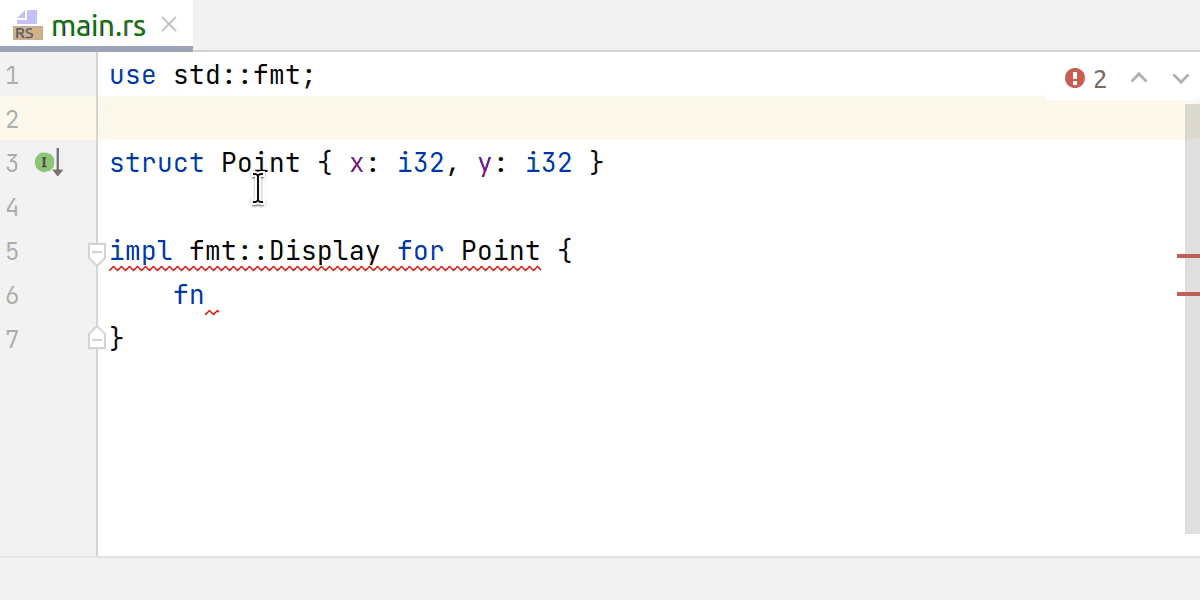 RS main.rs
1 use std::fmt; 2
2
3 I struct Point { x: i32, y: i32 }
4
5 impl fmt::Display for Point {
6     fn
7 }